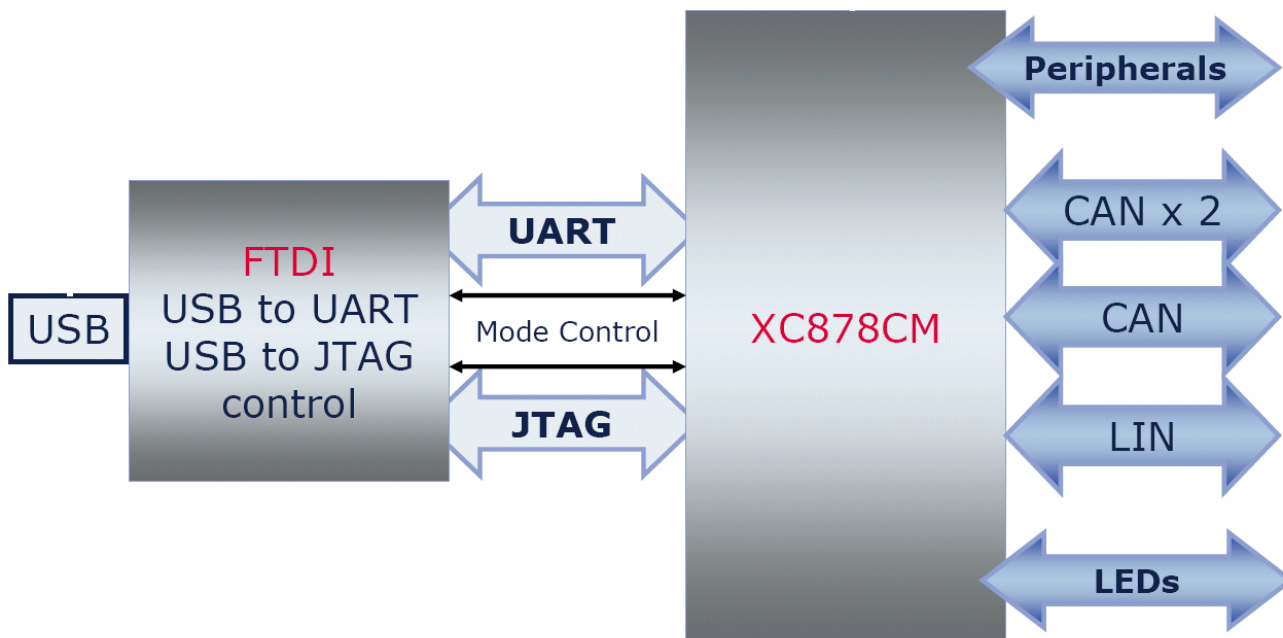 USB
FTDI
USB to UART
USB to JTAG
control
UART
Mode Control
JTAG
XC878CM
Peripherals
CAN x 2
CAN
LIN
LEDs